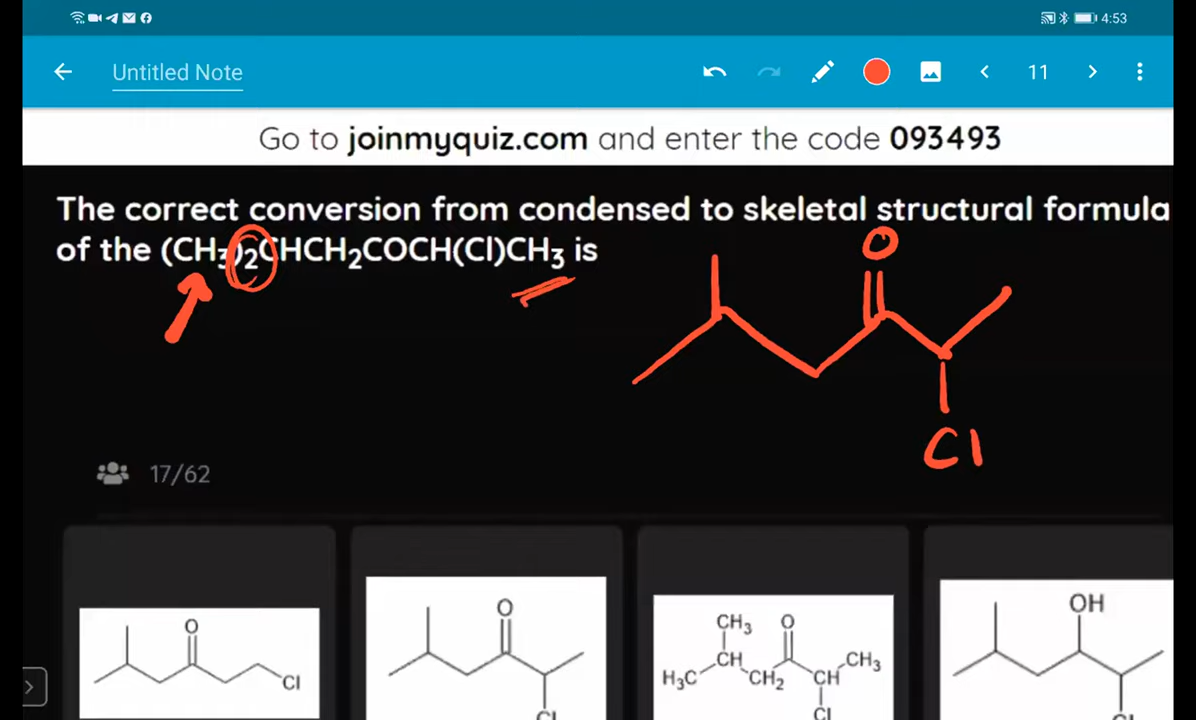 4:53
Untitled Note
11
Go to joinmyquiz.com and enter the code 093493
The correct conversion from condensed to skeletal structural formula
of the (CH₃)₂CHCH₂COCH(Cl)CH₃ is
O
Cl
17/62
O
Cl
O
Cl
CH₃ O
H₃C CH CH₂ CH CH₃
Cl
OH
Cl